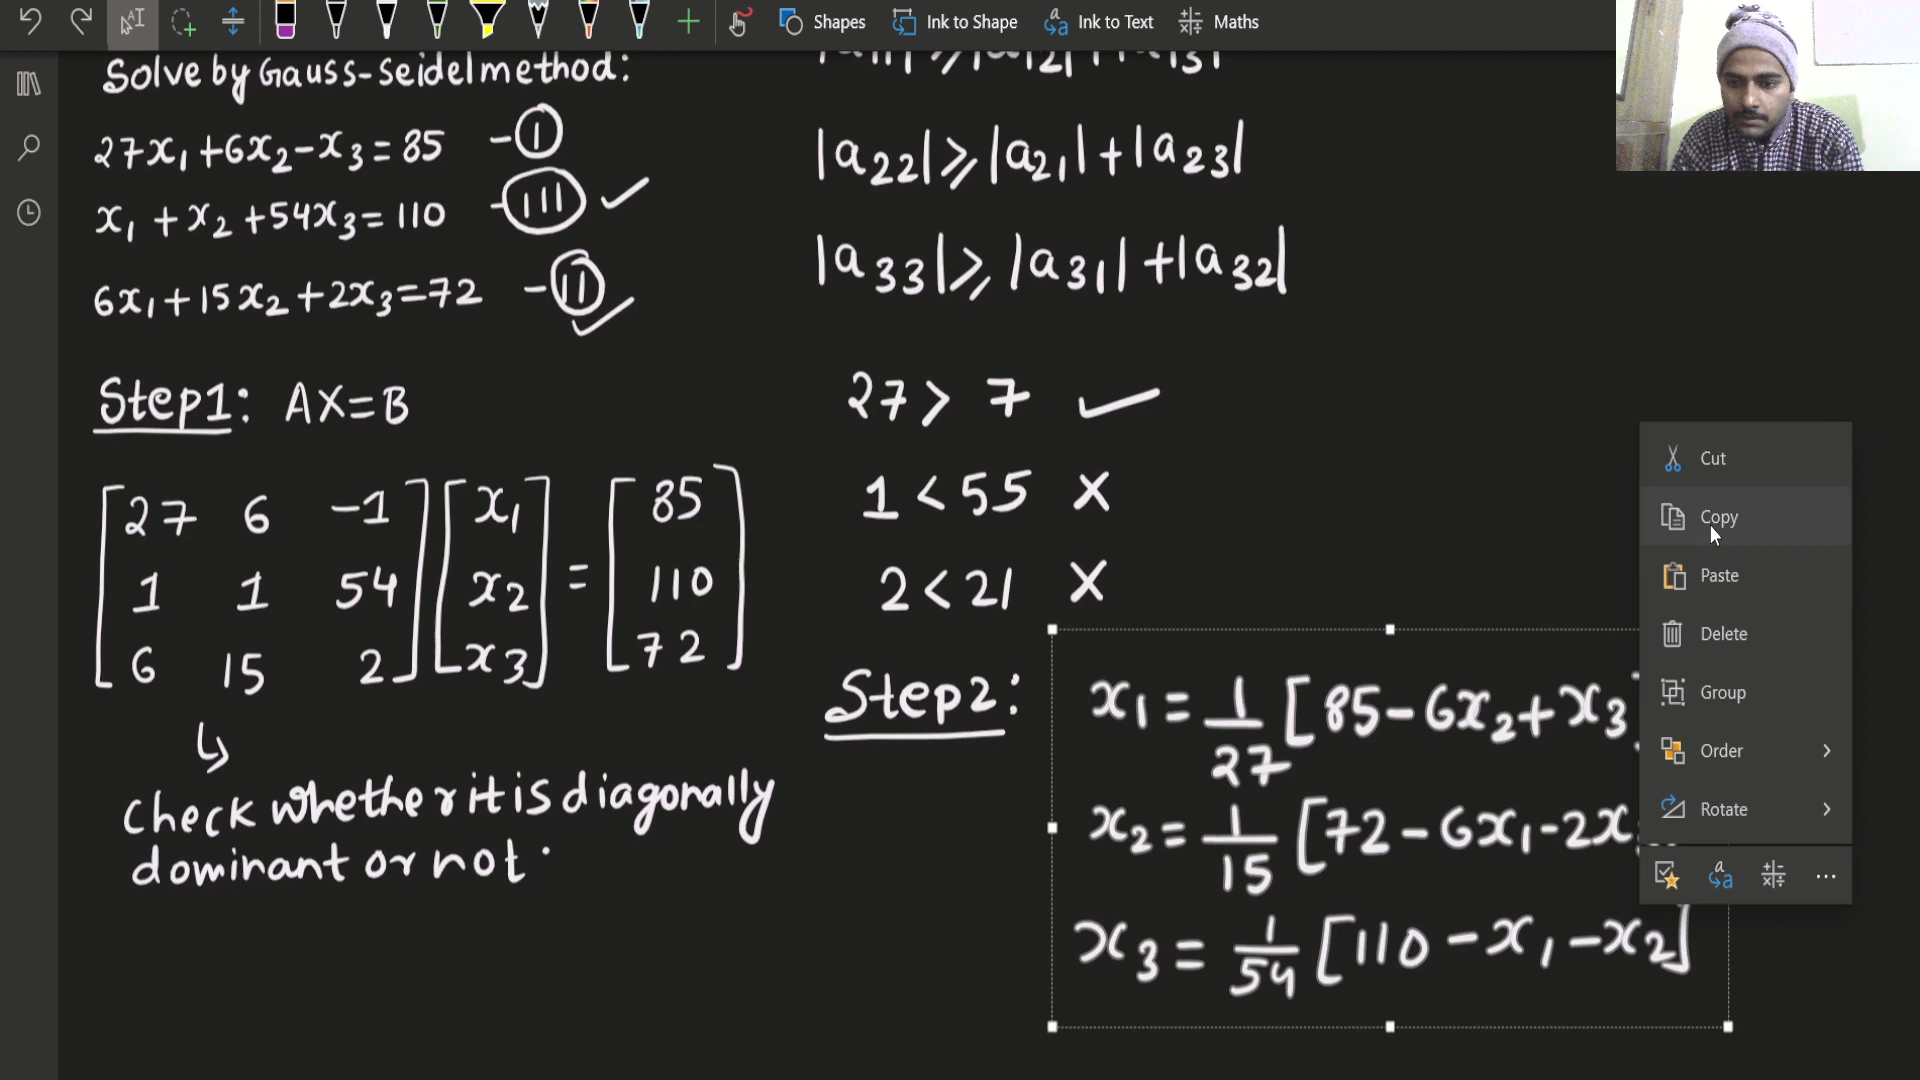 Shapes
Ink to Shape
Ink to Text
Maths
Solve by Gauss-Seidel method:
27x₁+6x₂-x₃=85 -Ⓘ
x₁+x₂+54x₃=110 -(III) ✓
6x₁+15x₂+2x₃=72 -(II) ✓
Step1: AX=B
[27 6 -1] [x₁] [85]
[1 1 54] [x₂] = [110]
[6 15 2] [x₃] [72]
↳
Check whether it is diagonally
dominant or not.
|a₁₁| ⩾ |a₁₂| + |a₁₃|
|a₂₂| ⩾ |a₂₁| + |a₂₃|
|a₃₃| ⩾ |a₃₁| + |a₃₂|
27 > 7 ✓
1 < 55 X
2 < 21 X
Step2:
x₁ = 1/27 [85-6x₂+x₃]
x₂ = 1/15 [72-6x₁-2x
x₃ = 1/54 [110-x₁-x₂]
Cut
Copy
Paste
Delete
Group
Order
Rotate